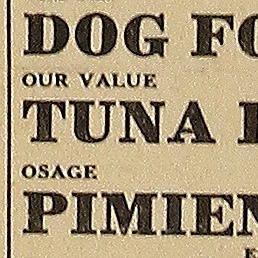 DOG FO
OUR VALUE
TUNA
OSAGE
PIMIEN